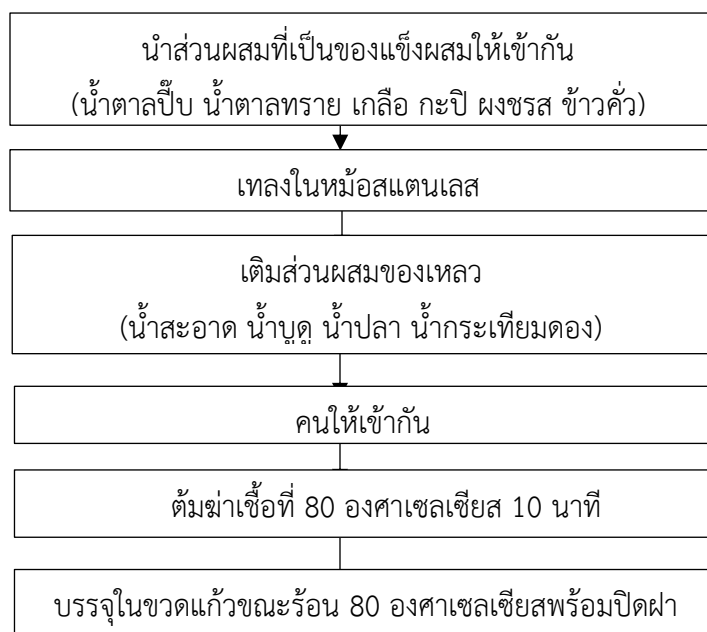 นำส่วนผสมที่เป็นของแข็งผสมให้เข้ากัน
(น้ำตาลปี๊บ น้ำตาลทราย เกลือ กะปิ ผงชรส ข้าวคั่ว)
เทลงในหม้อสแตนเลส
เติมส่วนผสมของเหลว
(น้ำสะอาด น้ำบูดู น้ำปลา น้ำกระเทียมดอง)
คนให้เข้ากัน
ต้มฆ่าเชื้อที่ 80 องศาเซลเซียส 10 นาที
บรรจุในขวดแก้วขณะร้อน 80 องศาเซลเซียสพร้อมปิดฝา